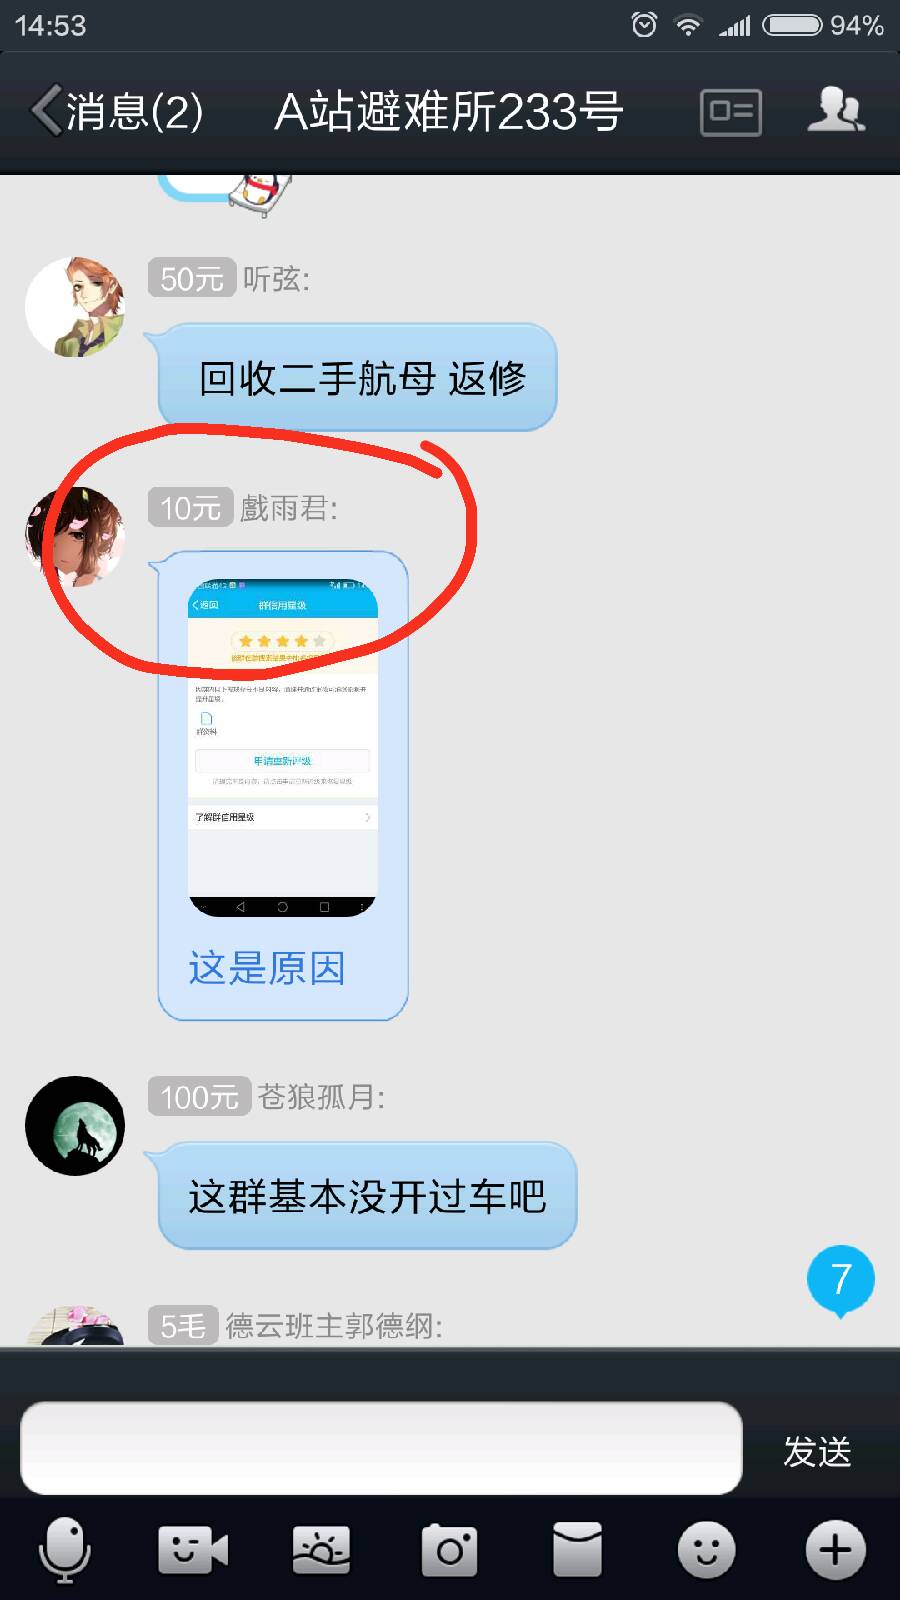 14:53
94%
消息(2)
A站避难所233号
50元 听弦:
回收二手航母 返修
10元 戲雨君:
返回
群信用星级
群资料
申请重新评级
了解群信用星级
这是原因
100元 苍狼孤月:
这群基本没开过车吧
7
5毛 德云班主郭德纲:
发送